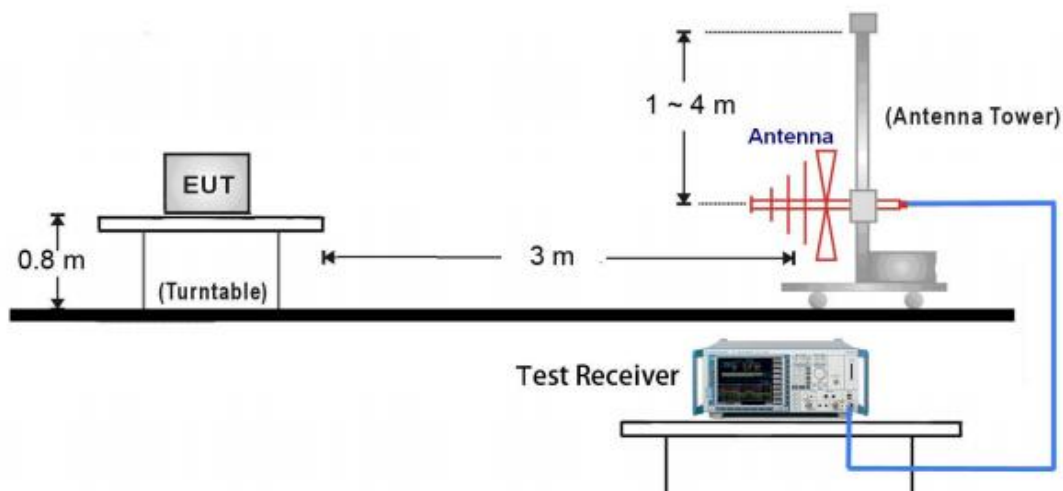 1 ~ 4 m
(Antenna Tower)
Antenna
EUT
0.8 m
3 m
(Turntable)
Test Receiver